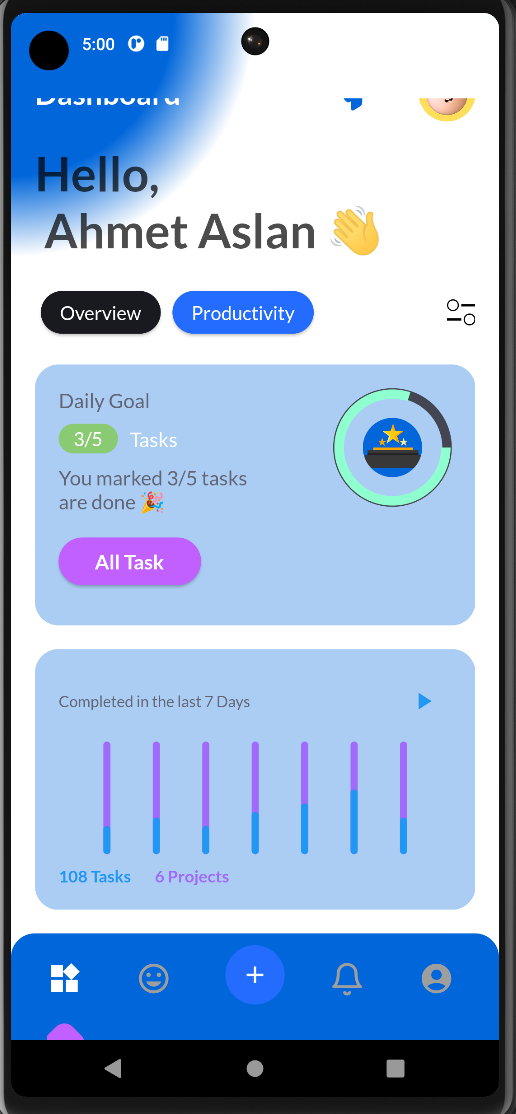 5:00
Dashboard
Hello,
Ahmet Aslan 👋
Overview
Productivity
Daily Goal
3/5 Tasks
You marked 3/5 tasks
are done 🎉
All Task
Completed in the last 7 Days
108 Tasks 6 Projects